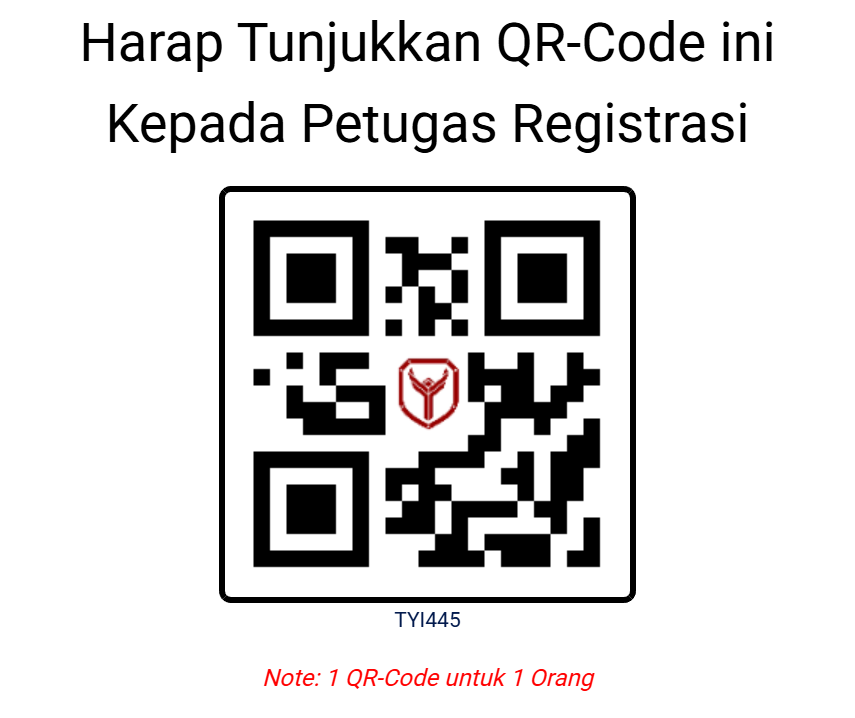 Harap Tunjukkan QR-Code ini
Kepada Petugas Registrasi
TYI445
Note: 1 QR-Code untuk 1 Orang